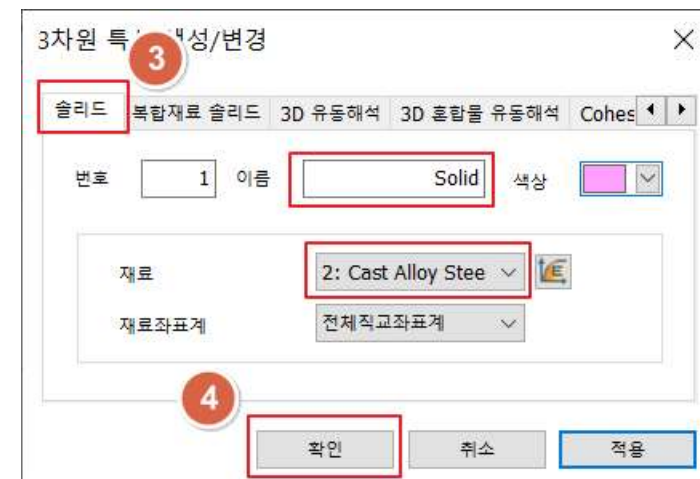 3차원 특 성/변경
3
솔리드 복합재료 솔리드 3D 유동해석 3D 혼합물 유동해석 Cohes
번호 1 이름 Solid 색상
재료 2: Cast Alloy Stee
재료좌표계 전체직교좌표계
4
확인 취소 적용